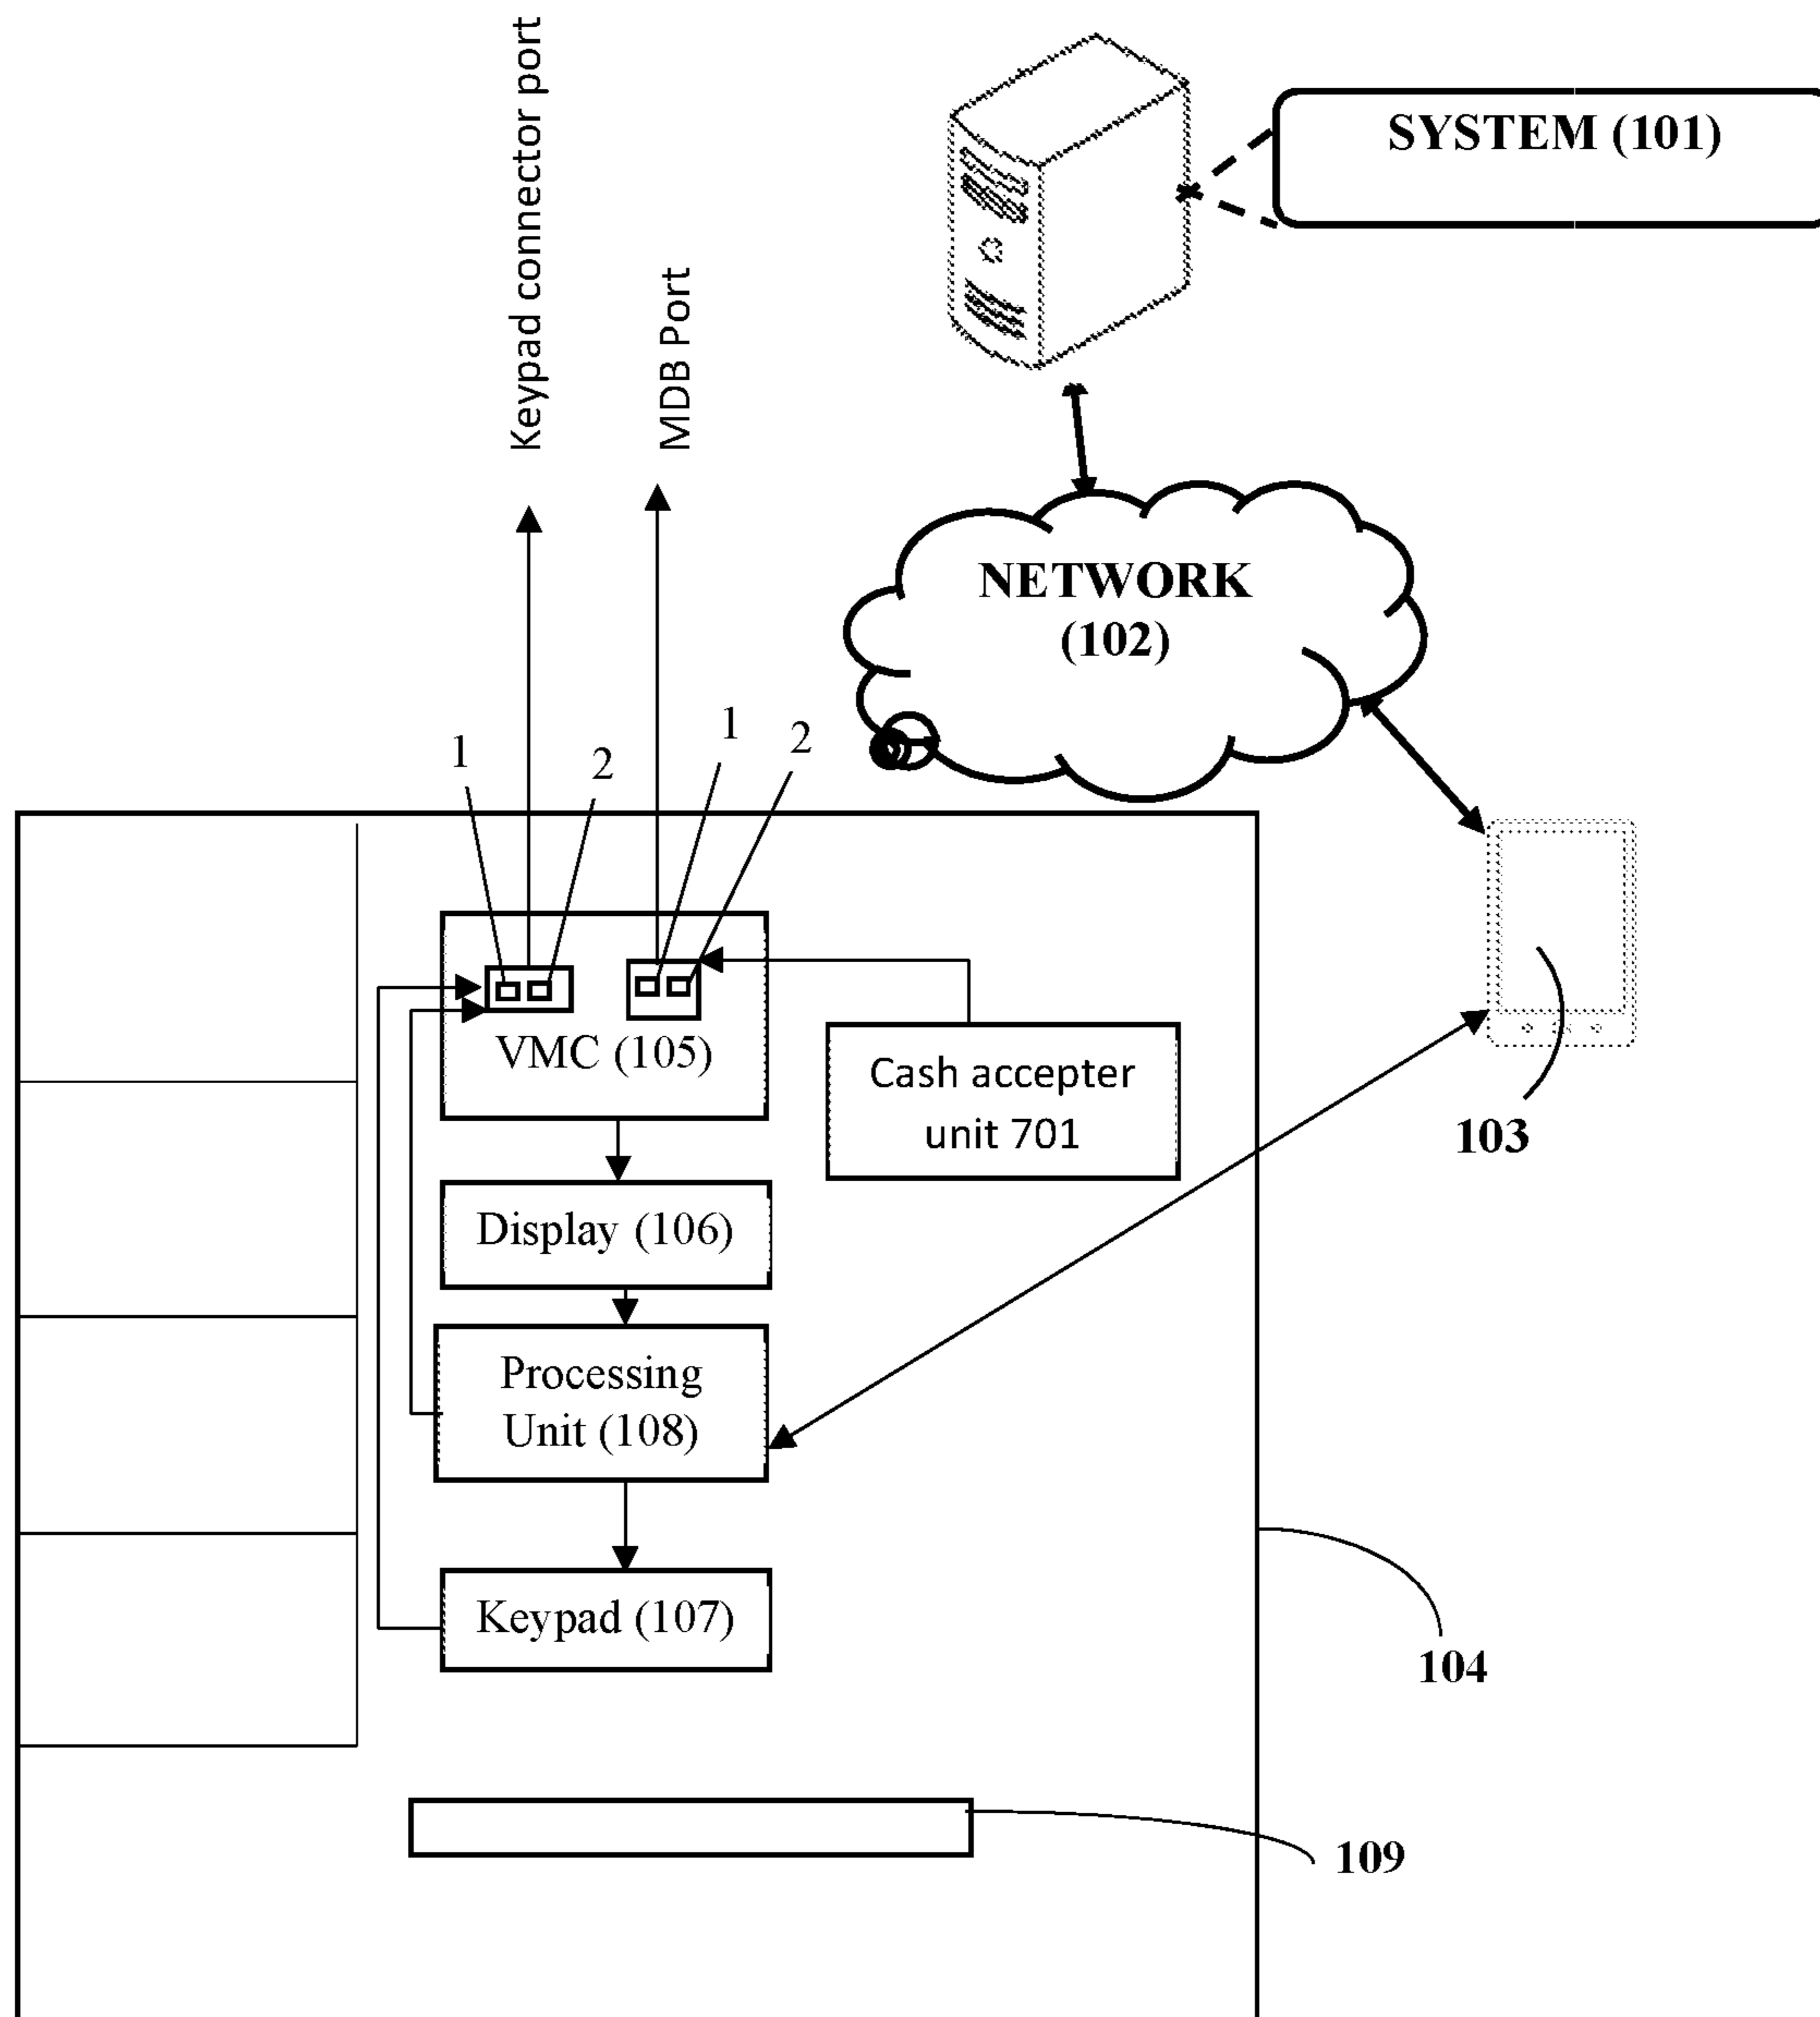 Keypad connector port
MDB Port
SYSTEM (101)
NETWORK
(102)
1
2
1
2
VMC (105)
Cash accepter
unit 701
103
Display (106)
Processing
Unit (108)
Keypad (107)
104
109